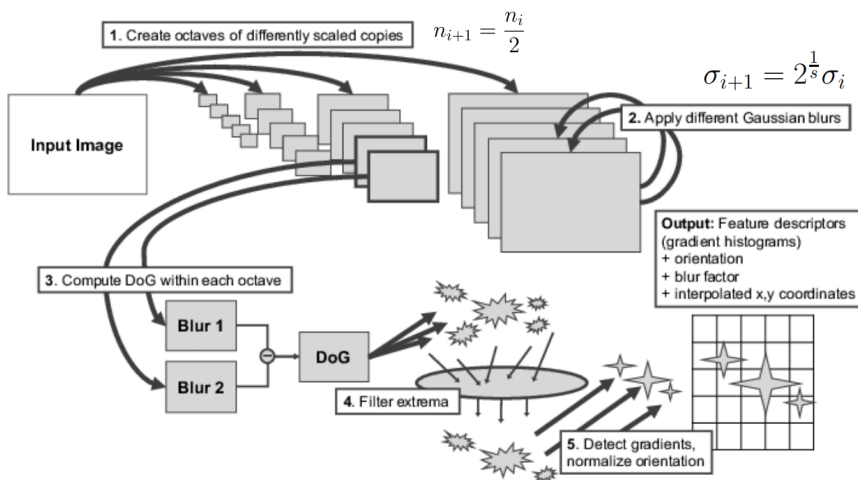 1. Create octaves of differently scaled copies
n_{i+1} = \frac{n_i}{2}
σ_{i+1} = 2^{\frac{1}{s}}σ_i
Input Image
2. Apply different Gaussian blurs
Output: Feature descriptors
(gradient histograms)
+ orientation
+ blur factor
+ interpolated x,y coordinates
3. Compute DoG within each octave
Blur 1
Blur 2
DoG
4. Filter extrema
5. Detect gradients,
normalize orientation